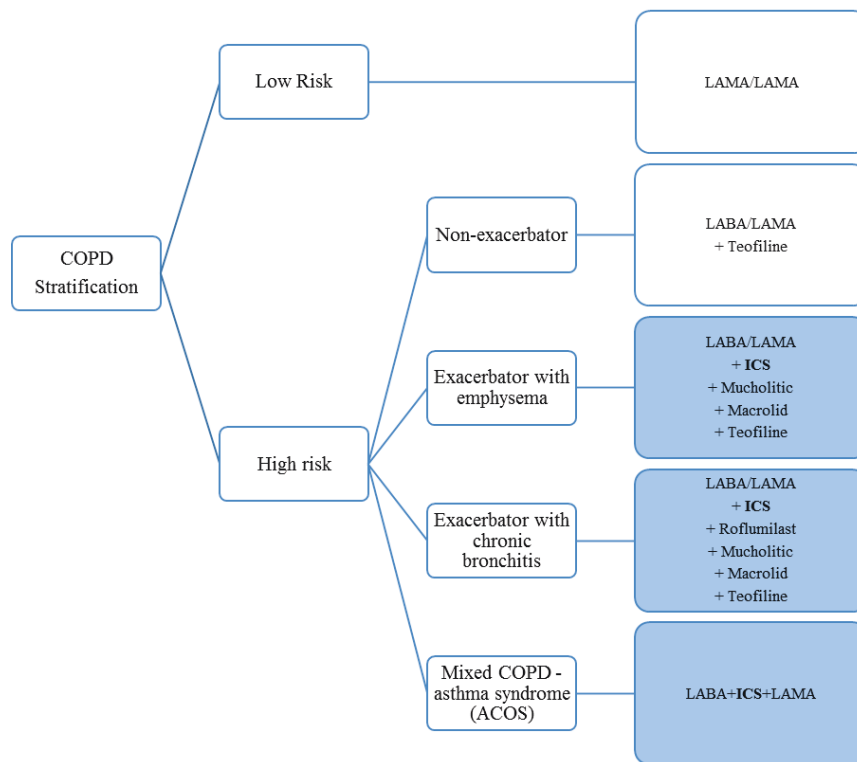 COPD
Stratification
Low Risk
LAMA/LAMA
High risk
Non-exacerbator
LABA/LAMA
+ Teofiline
Exacerbator with
emphysema
LABA/LAMA
+ ICS
+ Mucholitic
+ Macrolid
+ Teofiline
Exacerbator with
chronic
bronchitis
LABA/LAMA
+ ICS
+ Roflumilast
+ Mucholitic
+ Macrolid
+ Teofiline
Mixed COPD -
asthma syndrome
(ACOS)
LABA+ICS+LAMA